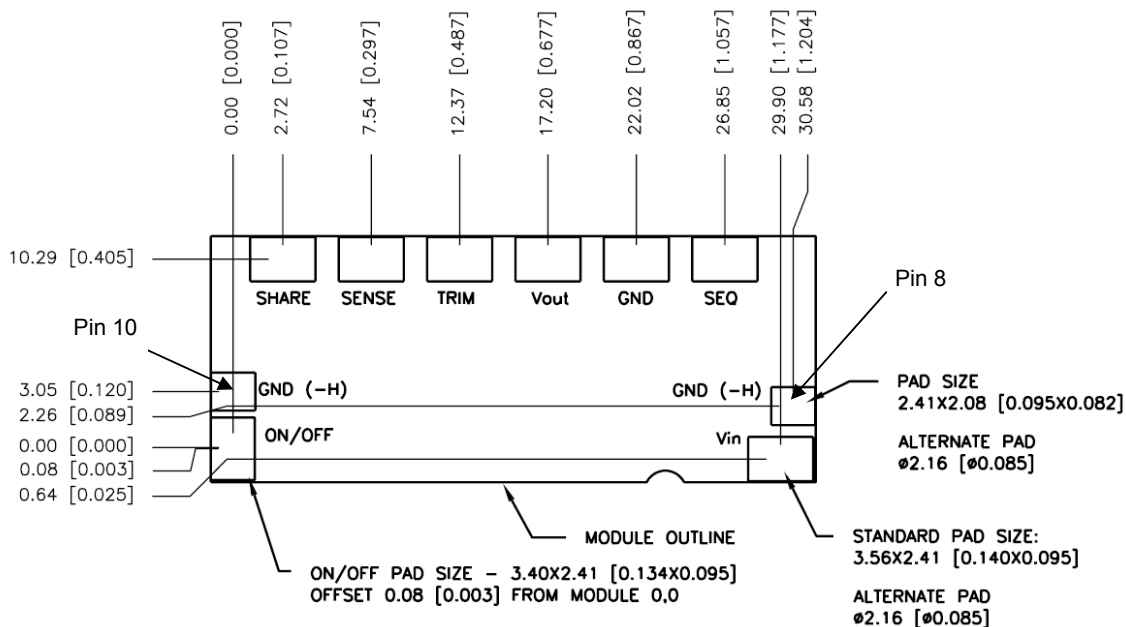 0.00 [0.000]
2.72 [0.107]
7.54 [0.297]
12.37 [0.487]
17.20 [0.677]
22.02 [0.867]
26.85 [1.057]
29.90 [1.177]
30.58 [1.204]
10.29 [0.405]
SHARE
SENSE
TRIM
Vout
GND
SEQ
Pin 8
Pin 10
3.05 [0.120]
GND (-H)
GND (-H)
PAD SIZE
2.41X2.08 [0.095X0.082]
2.26 [0.089]
ALTERNATE PAD
ø2.16 [ø0.085]
0.00 [0.000]
ON/OFF
Vin
0.08 [0.003]
0.64 [0.025]
MODULE OUTLINE
STANDARD PAD SIZE:
3.56X2.41 [0.140X0.095]
ON/OFF PAD SIZE - 3.40X2.41 [0.134X0.095]
OFFSET 0.08 [0.003] FROM MODULE 0,0
ALTERNATE PAD
ø2.16 [ø0.085]